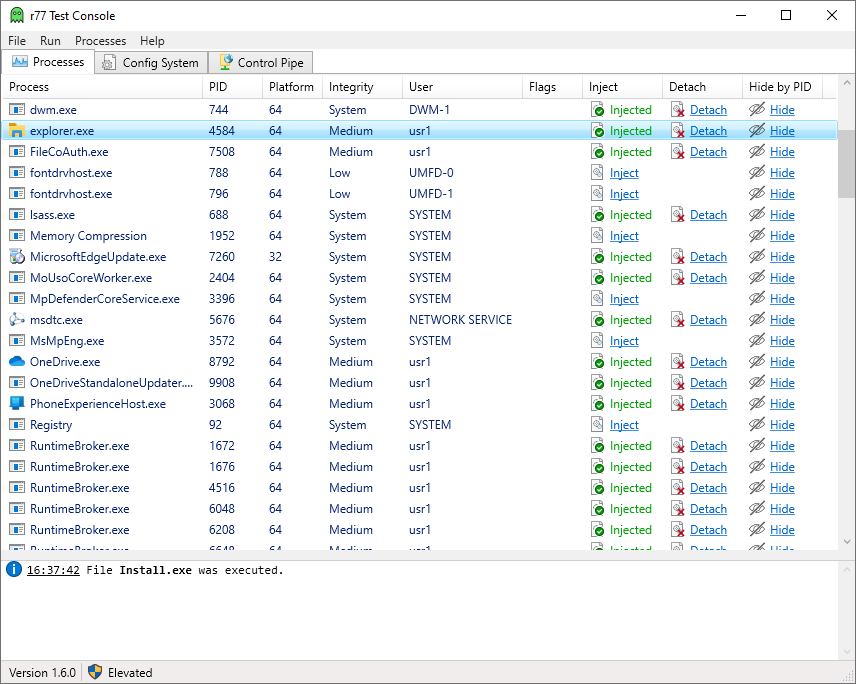 r77 Test Console
File Run Processes Help
Processes Config System Control Pipe
Process PID Platform Integrity User Flags Inject Detach Hide by PID
dwm.exe 744 64 System DWM-1 Injected Detach Hide
explorer.exe 4584 64 Medium usr1 Injected Detach Hide
FileCoAuth.exe 7508 64 Medium usr1 Injected Detach Hide
fontdrvhost.exe 788 64 Low UMFD-0 Inject Hide
fontdrvhost.exe 796 64 Low UMFD-1 Inject Hide
lsass.exe 688 64 System SYSTEM Injected Detach Hide
Memory Compression 1952 64 System SYSTEM Inject Hide
MicrosoftEdgeUpdate.exe 7260 32 System SYSTEM Injected Detach Hide
MoUsoCoreWorker.exe 2404 64 System SYSTEM Injected Detach Hide
MpDefenderCoreService.exe 3396 64 System SYSTEM Inject Hide
msdtc.exe 5676 64 System NETWORK SERVICE Injected Detach Hide
MsMpEng.exe 3572 64 System SYSTEM Inject Hide
OneDrive.exe 8792 64 Medium usr1 Injected Detach Hide
OneDriveStandaloneUpdater.... 9908 64 Medium usr1 Injected Detach Hide
PhoneExperienceHost.exe 3068 64 Medium usr1 Injected Detach Hide
Registry 92 64 System SYSTEM Inject Hide
RuntimeBroker.exe 1672 64 Medium usr1 Injected Detach Hide
RuntimeBroker.exe 1676 64 Medium usr1 Injected Detach Hide
RuntimeBroker.exe 4516 64 Medium usr1 Injected Detach Hide
RuntimeBroker.exe 6048 64 Medium usr1 Injected Detach Hide
RuntimeBroker.exe 6208 64 Medium usr1 Injected Detach Hide
16:37:42 File Install.exe was executed.
Version 1.6.0 Elevated